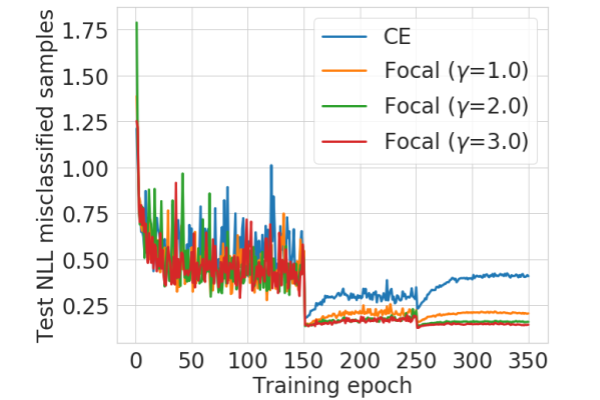 Test NLL misclassified samples
1.75
1.50
1.25
1.00
0.75
0.50
0.25
CE
Focal (γ=1.0)
Focal (γ=2.0)
Focal (γ=3.0)
0 50 100 150 200 250 300 350
Training epoch